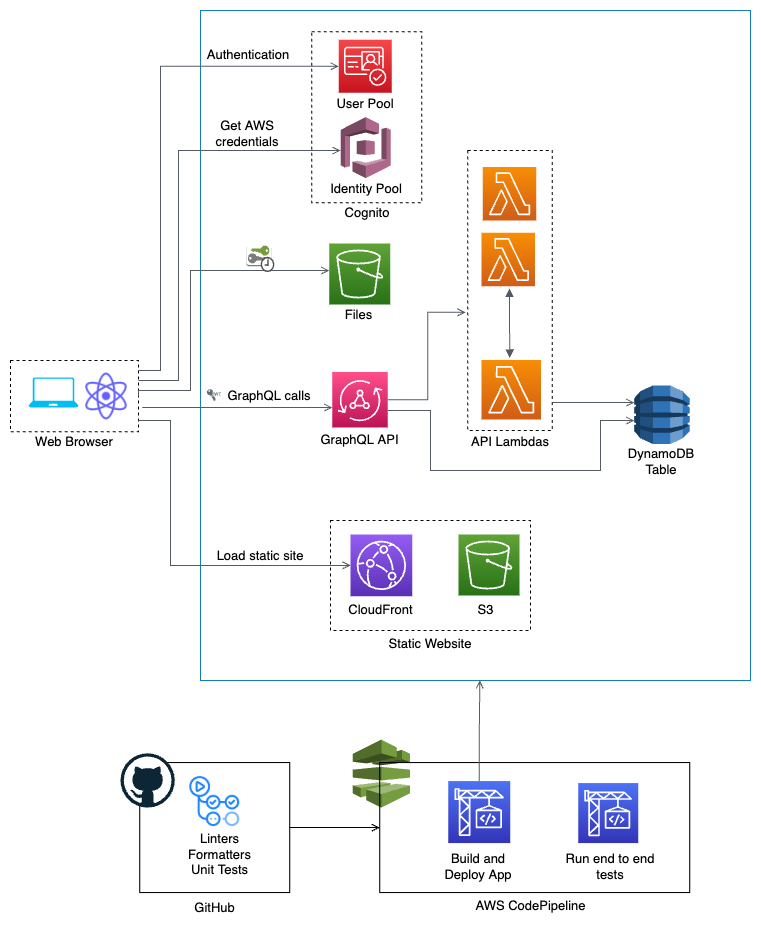 Authentication
User Pool
Get AWS
credentials
Identity Pool
Cognito
Files
GraphQL calls
Web Browser
GraphQL API
API Lambdas
DynamoDB
Table
Load static site
CloudFront
S3
Static Website
Linters
Formatters
Unit Tests
GitHub
Build and
Deploy App
Run end to end
tests
AWS CodePipeline